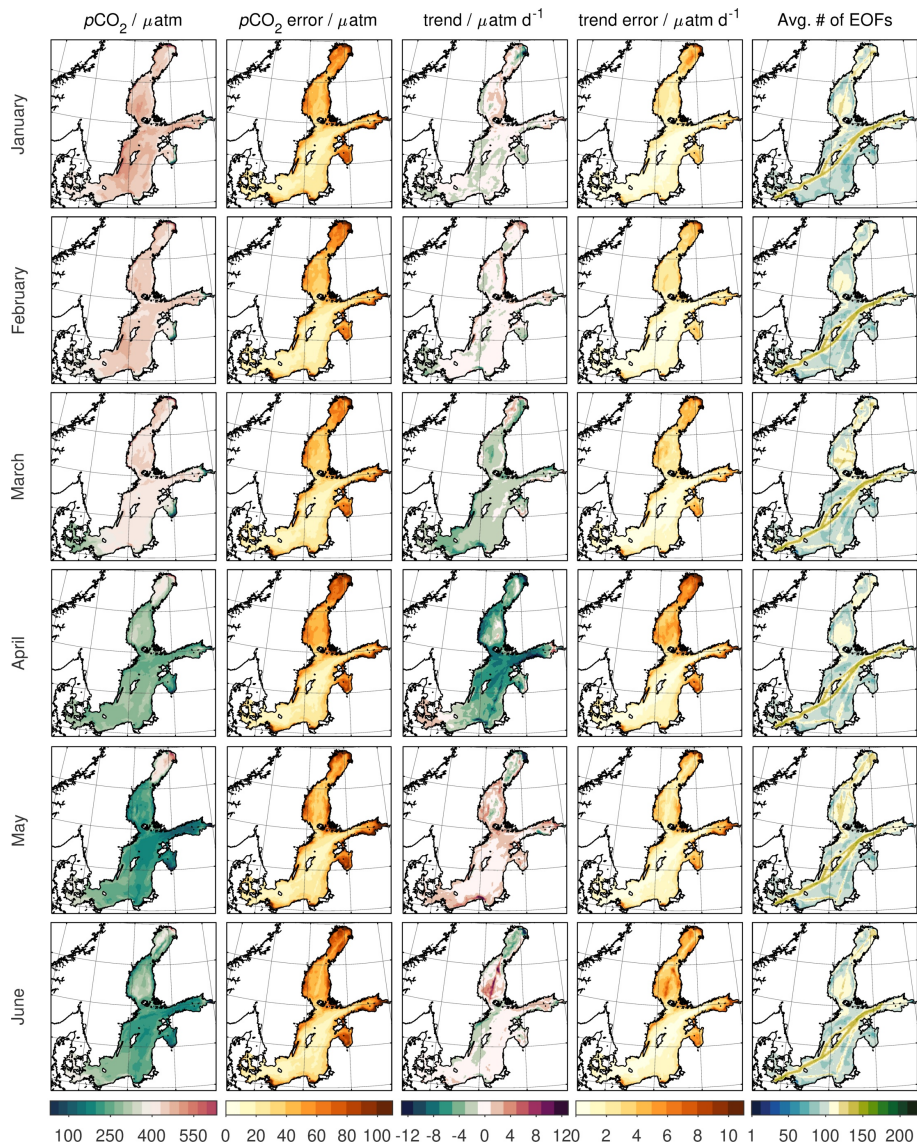 pCO₂ / μatm pCO₂ error / μatm trend / μatm d⁻¹ trend error / μatm d⁻¹ Avg. # of EOFs
January
February
March
April
May
June
100 250 400 550 0 20 40 60 80 100 -12 -8 -4 0 4 8 12 0 2 4 6 8 10 1 50 100 150 200